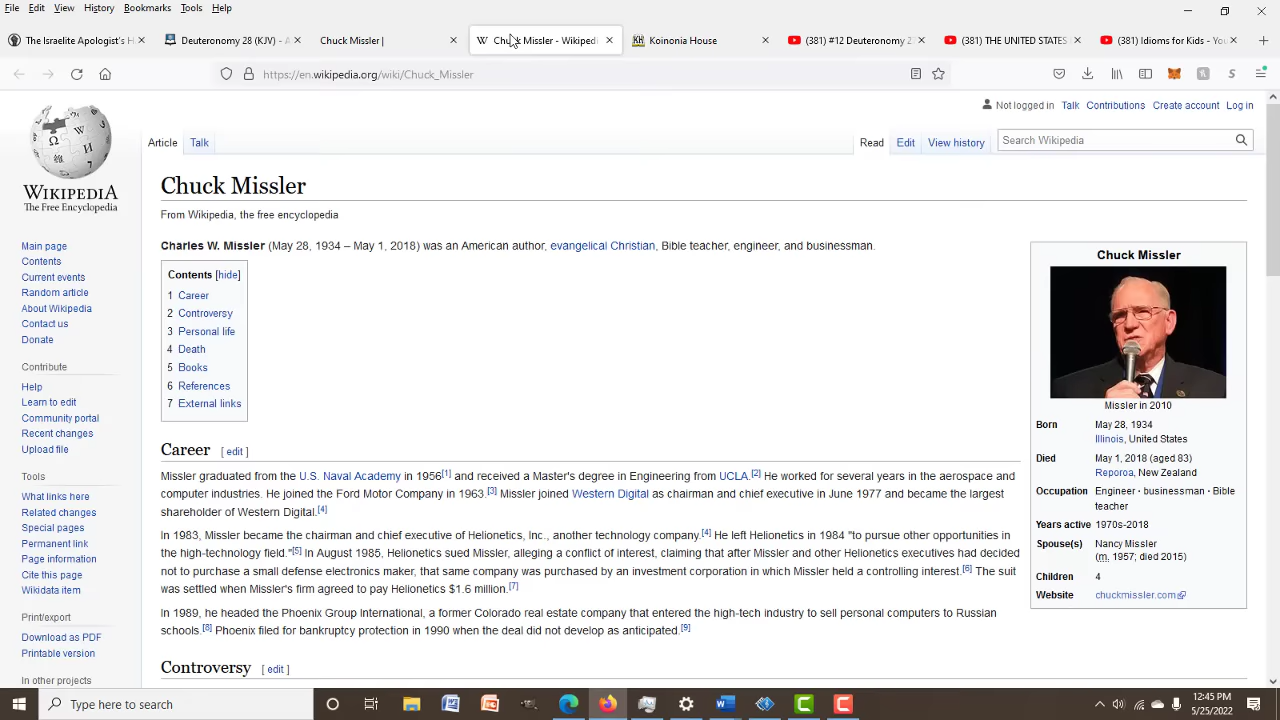 File Edit View History Bookmarks Tools Help
The Israelite Apologist's H
Deuteronomy 28 (KJV) - A
Chuck Missler |
Chuck Missler - Wikipedi
Koinonia House
(381) #12 Deuteronomy 2
(381) THE UNITED STATES
(381) Idioms for Kids - You
https://en.wikipedia.org/wiki/Chuck_Missler
Not logged in Talk Contributions Create account Log in
Article Talk
Read Edit View history
Search Wikipedia
WIKIPEDIA
The Free Encyclopedia
Main page
Contents
Current events
Random article
About Wikipedia
Contact us
Donate
Contribute
Help
Learn to edit
Community portal
Recent changes
Upload file
Tools
What links here
Related changes
Special pages
Permanent link
Page information
Cite this page
Wikidata item
Print/export
Download as PDF
Printable version
In other projects
Chuck Missler
From Wikipedia, the free encyclopedia
Charles W. Missler (May 28, 1934 – May 1, 2018) was an American author, evangelical Christian, Bible teacher, engineer, and businessman.
Contents [hide]
1 Career
2 Controversy
3 Personal life
4 Death
5 Books
6 References
7 External links
Career [ edit ]
Missler graduated from the U.S. Naval Academy in 1956[1] and received a Master's degree in Engineering from UCLA.[2] He worked for several years in the aerospace and
computer industries. He joined the Ford Motor Company in 1963.[3] Missler joined Western Digital as chairman and chief executive in June 1977 and became the largest
shareholder of Western Digital.[4]
In 1983, Missler became the chairman and chief executive of Helionetics, Inc., another technology company.[4] He left Helionetics in 1984 "to pursue other opportunities in
the high-technology field."[5] In August 1985, Helionetics sued Missler, alleging a conflict of interest, claiming that after Missler and other Helionetics executives had decided
not to purchase a small defense electronics maker, that same company was purchased by an investment corporation in which Missler held a controlling interest.[6] The suit
was settled when Missler's firm agreed to pay Helionetics $1.6 million.[7]
In 1989, he headed the Phoenix Group International, a former Colorado real estate company that entered the high-tech industry to sell personal computers to Russian
schools.[8] Phoenix filed for bankruptcy protection in 1990 when the deal did not develop as anticipated.[9]
Controversy [ edit ]
Chuck Missler
Missler in 2010
Born May 28, 1934
Illinois, United States
Died May 1, 2018 (aged 83)
Reporoa, New Zealand
Occupation Engineer · businessman · Bible
teacher
Years active 1970s-2018
Spouse(s) Nancy Missler
(m. 1957; died 2015)
Children 4
Website chuckmissler.com
Type here to search
12:45 PM
5/25/2022